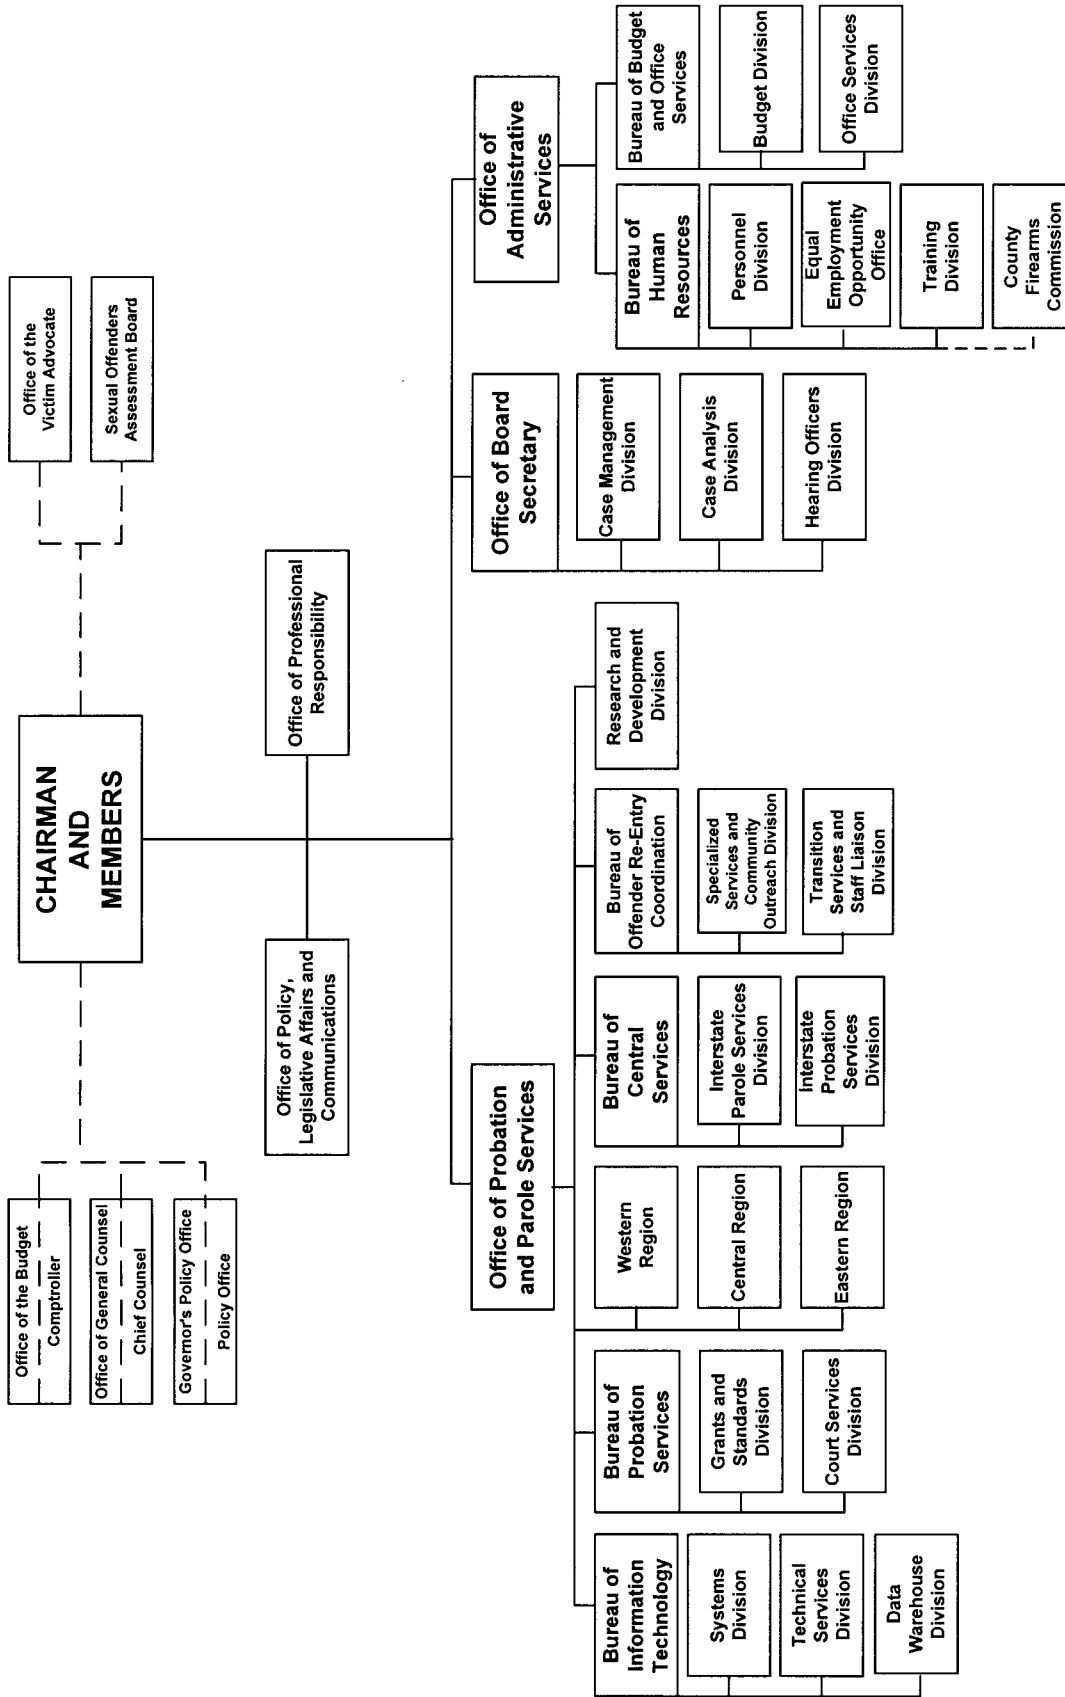 CHAIRMAN
AND
MEMBERS
Office of the Budget
Comptroller
Office of General Counsel
Chief Counsel
Governor's Policy Office
Policy Office
Office of the
Victim Advocate
Sexual Offenders
Assessment Board
Office of Policy,
Legislative Affairs and
Communications
Office of Professional
Responsibility
Office of Probation
and Parole Services
Bureau of
Information
Technology
Systems
Division
Technical
Services
Division
Data
Warehouse
Division
Bureau of
Probation
Services
Grants and
Standards
Division
Court Services
Division
Western
Region
Central Region
Eastern Region
Bureau of
Central
Services
Interstate
Parole Services
Division
Interstate
Probation
Services
Division
Bureau of
Offender Re-Entry
Coordination
Specialized
Services and
Community
Outreach Division
Transition
Services and
Staff Liaison
Division
Research and
Development
Division
Office of Board
Secretary
Case Management
Division
Case Analysis
Division
Hearing Officers
Division
Office of
Administrative
Services
Bureau of
Human
Resources
Personnel
Division
Equal
Employment
Opportunity
Office
Training
Division
County
Firearms
Commission
Bureau of Budget
and Office
Services
Budget Division
Office Services
Division